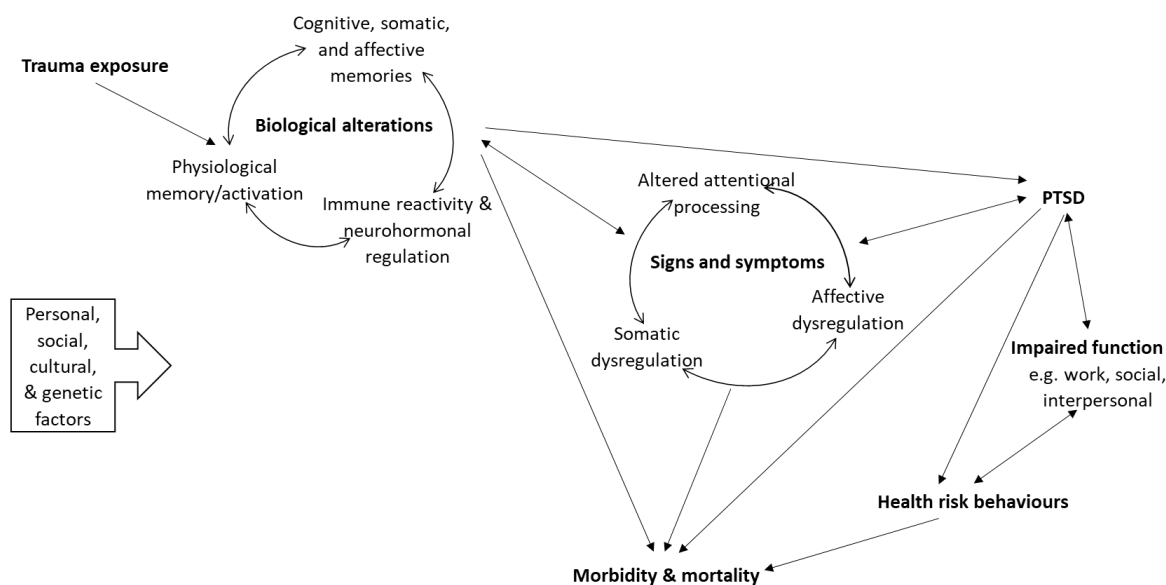 Cognitive, somatic,
and affective
memories
Trauma exposure
Biological alterations
Physiological
memory/activation
Immune reactivity &
neurohormonal
regulation
Altered attentional
processing
PTSD
Signs and symptoms
Affective
dysregulation
Somatic
dysregulation
Personal,
social,
cultural,
& genetic
factors
Impaired function
e.g. work, social,
interpersonal
Health risk behaviours
Morbidity & mortality